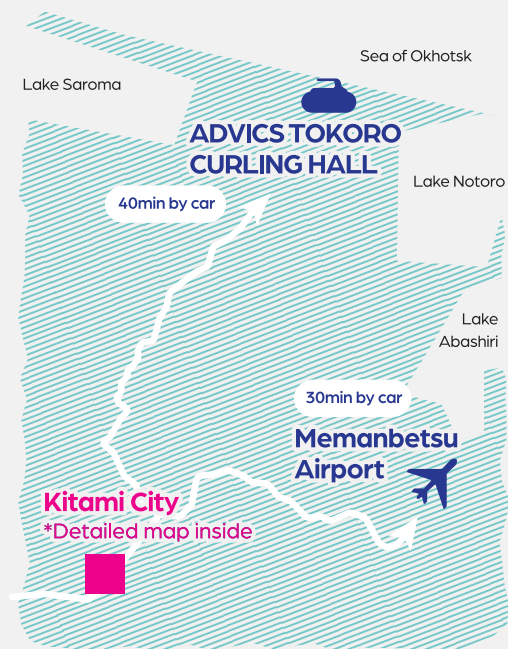 Sea of Okhotsk
Lake Saroma
ADVICS TOKORO
CURLING HALL
Lake Notoro
40min by car
Lake
Abashiri
30min by car
Memanbetsu
Airport
Kitami City
*Detailed map inside